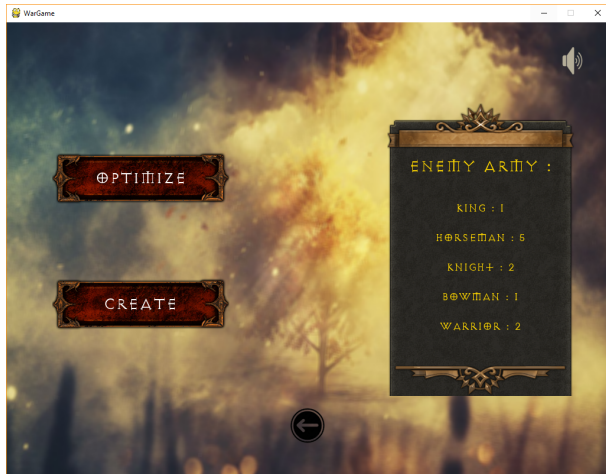 WarGame
OPTIMIZE
CREATE
ENEMY ARMY :
KING : 1
HORSEMAN : 5
KNIGHT : 2
BOWMAN : 1
WARRIOR : 2